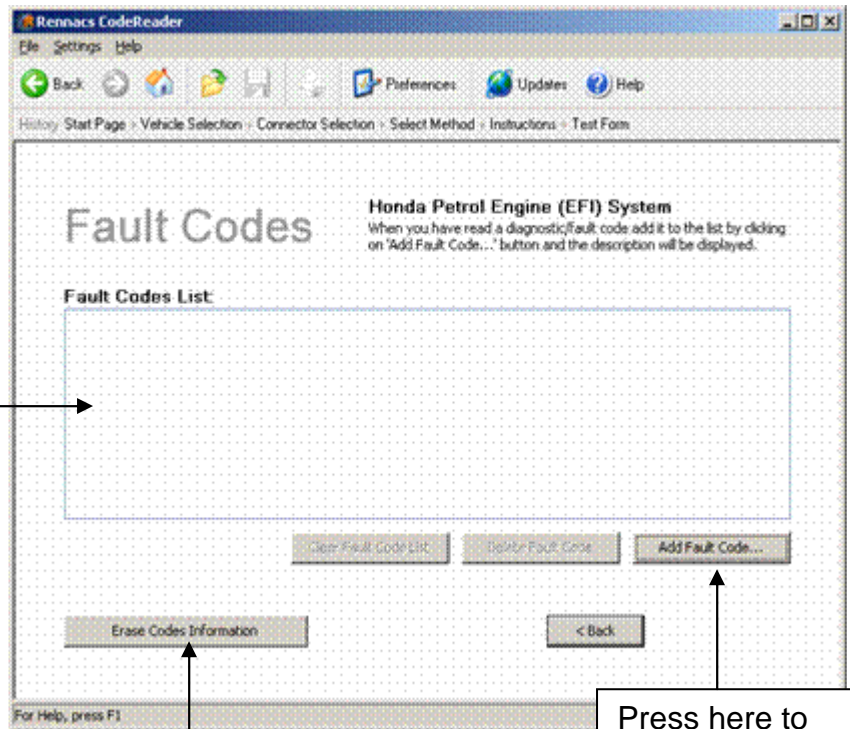 Rennacs CodeReader
File Settings Help
Back Preferences Updates Help
History Start Page » Vehicle Selection » Connector Selection » Select Method » Instructions » Test Form
Fault Codes
Honda Petrol Engine (EFI) System
When you have read a diagnostic/fault code add it to the list by clicking
on 'Add Fault Code...' button and the description will be displayed.
Fault Codes List:
Clear Fault Code List Delete Fault Code Add Fault Code...
Erase Codes Information < Back
For Help, press F1
Press here to